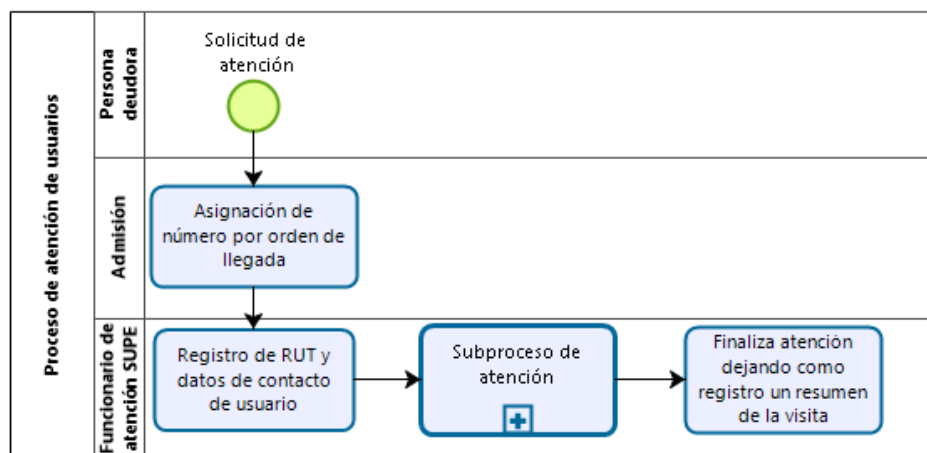 Proceso de atención de usuarios
Persona
deudora
Solicitud de
atención
Admisión
Asignación de
número por orden de
llegada
Funcionario de
atención SUPE
Registro de RUT y
datos de contacto
de usuario
Subproceso de
atención
Finaliza atención
dejando como
registro un resumen
de la visita